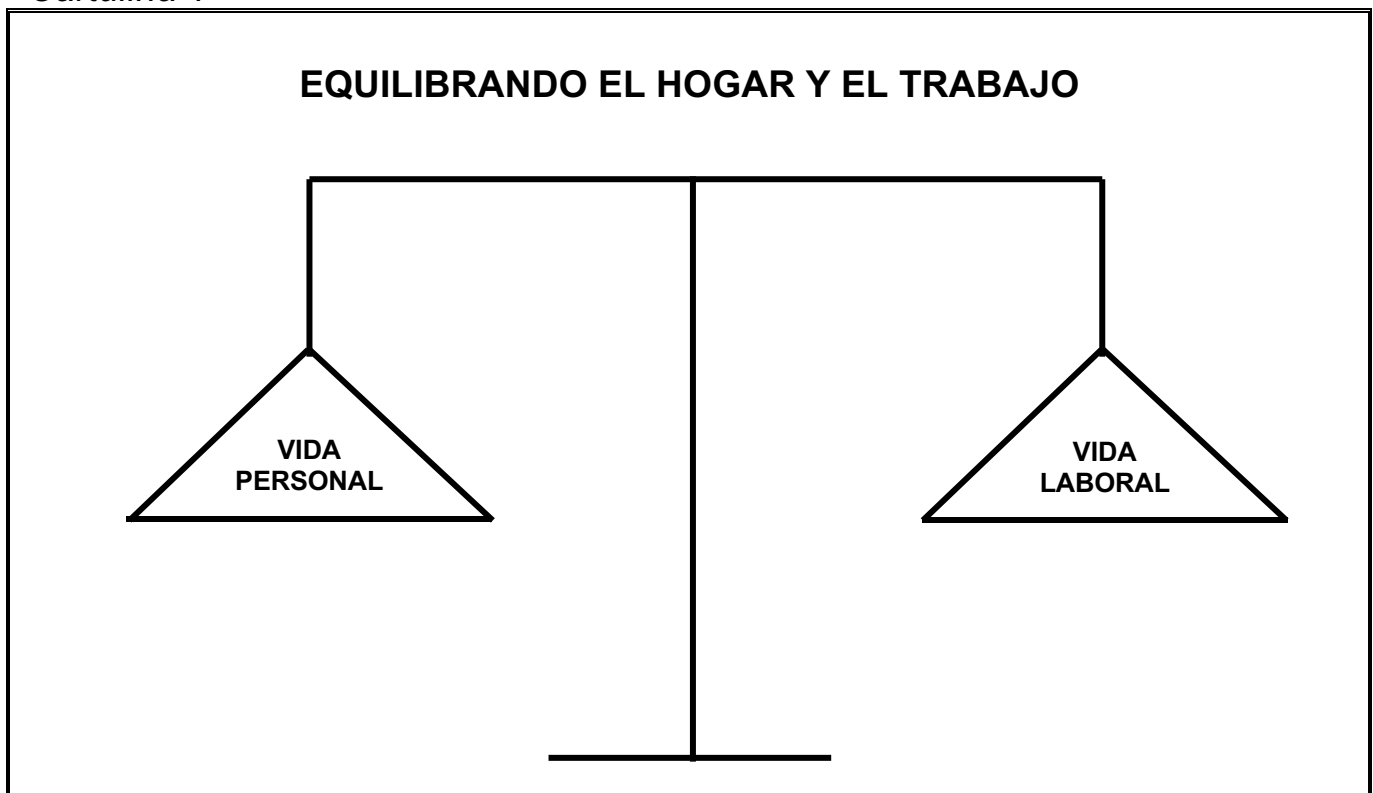 EQUILIBRANDO EL HOGAR Y EL TRABAJO
VIDA
PERSONAL
VIDA
LABORAL